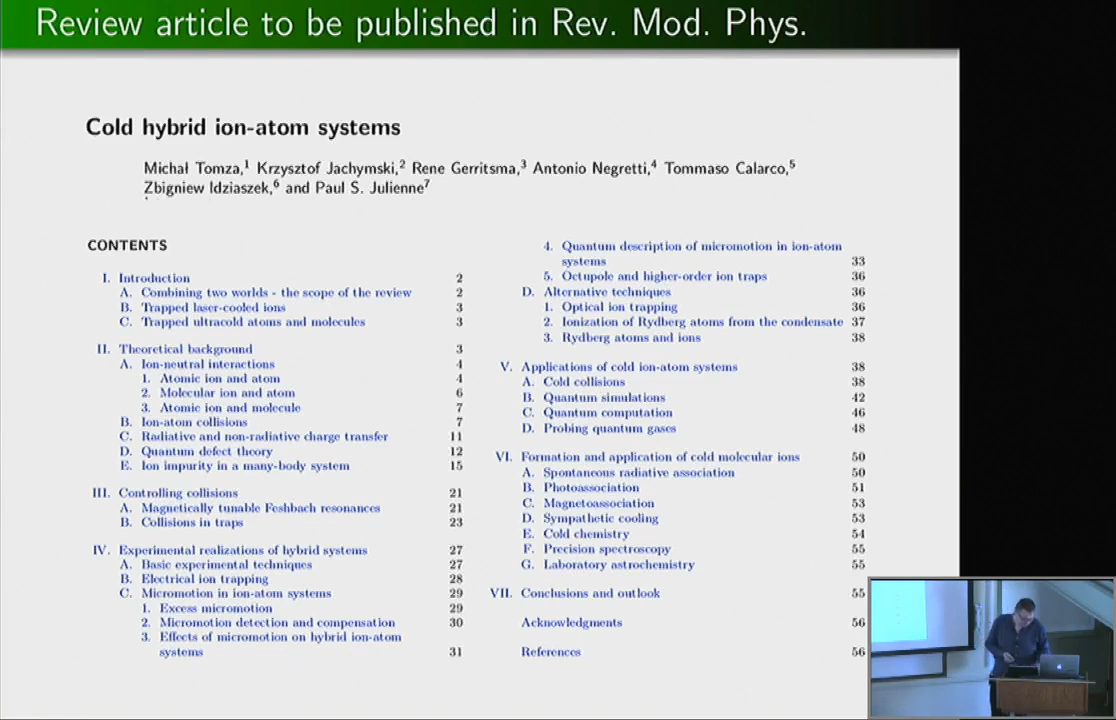 Review article to be published in Rev. Mod. Phys.
Cold hybrid ion-atom systems
Michał Tomza,1 Krzysztof Jachymski,2 Rene Gerritsma,3 Antonio Negretti,4 Tommaso Calarco,5
Zbigniew Idziaszek,6 and Paul S. Julienne7
CONTENTS
I. Introduction 2
A. Combining two worlds - the scope of the review 2
B. Trapped laser-cooled ions 3
C. Trapped ultracold atoms and molecules 3
II. Theoretical background 3
A. Ion-neutral interactions 4
1. Atomic ion and atom 4
2. Molecular ion and atom 6
3. Atomic ion and molecule 7
B. Ion-atom collisions 7
C. Radiative and non-radiative charge transfer 11
D. Quantum defect theory 12
E. Ion impurity in a many-body system 15
III. Controlling collisions 21
A. Magnetically tunable Feshbach resonances 21
B. Collisions in traps 23
IV. Experimental realizations of hybrid systems 27
A. Basic experimental techniques 27
B. Electrical ion trapping 28
C. Micromotion in ion-atom systems 29
1. Excess micromotion 29
2. Micromotion detection and compensation 30
3. Effects of micromotion on hybrid ion-atom
systems 31
4. Quantum description of micromotion in ion-atom
systems 33
5. Octupole and higher-order ion traps 36
D. Alternative techniques 36
1. Optical ion trapping 36
2. Ionization of Rydberg atoms from the condensate 37
3. Rydberg atoms and ions 38
V. Applications of cold ion-atom systems 38
A. Cold collisions 38
B. Quantum simulations 42
C. Quantum computation 46
D. Probing quantum gases 48
VI. Formation and application of cold molecular ions 50
A. Spontaneous radiative association 50
B. Photoassociation 51
C. Magnetoassociation 53
D. Sympathetic cooling 53
E. Cold chemistry 54
F. Precision spectroscopy 55
G. Laboratory astrochemistry 55
VII. Conclusions and outlook 55
Acknowledgments 56
References 56